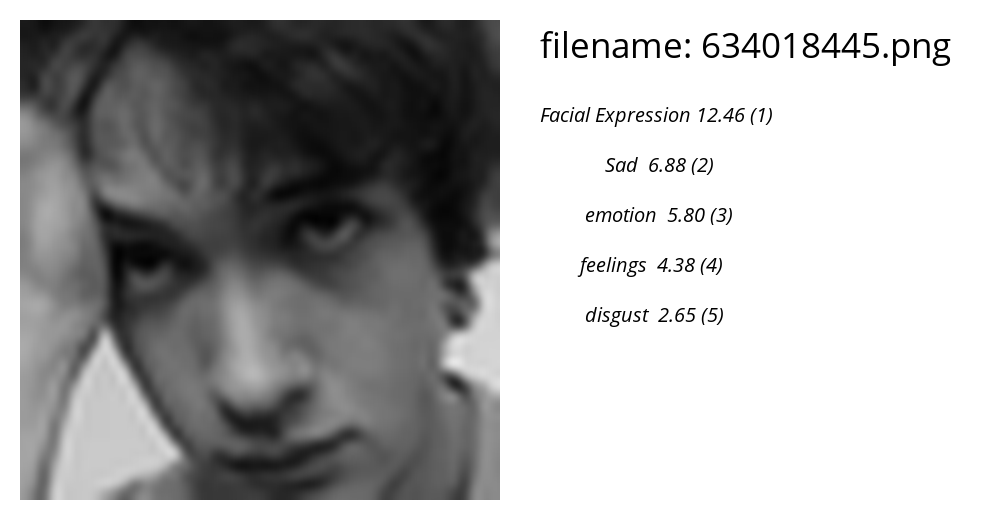 filename: 634018445.png
Facial Expression 12.46 (1)
Sad 6.88 (2)
emotion 5.80 (3)
feelings 4.38 (4)
disgust 2.65 (5)